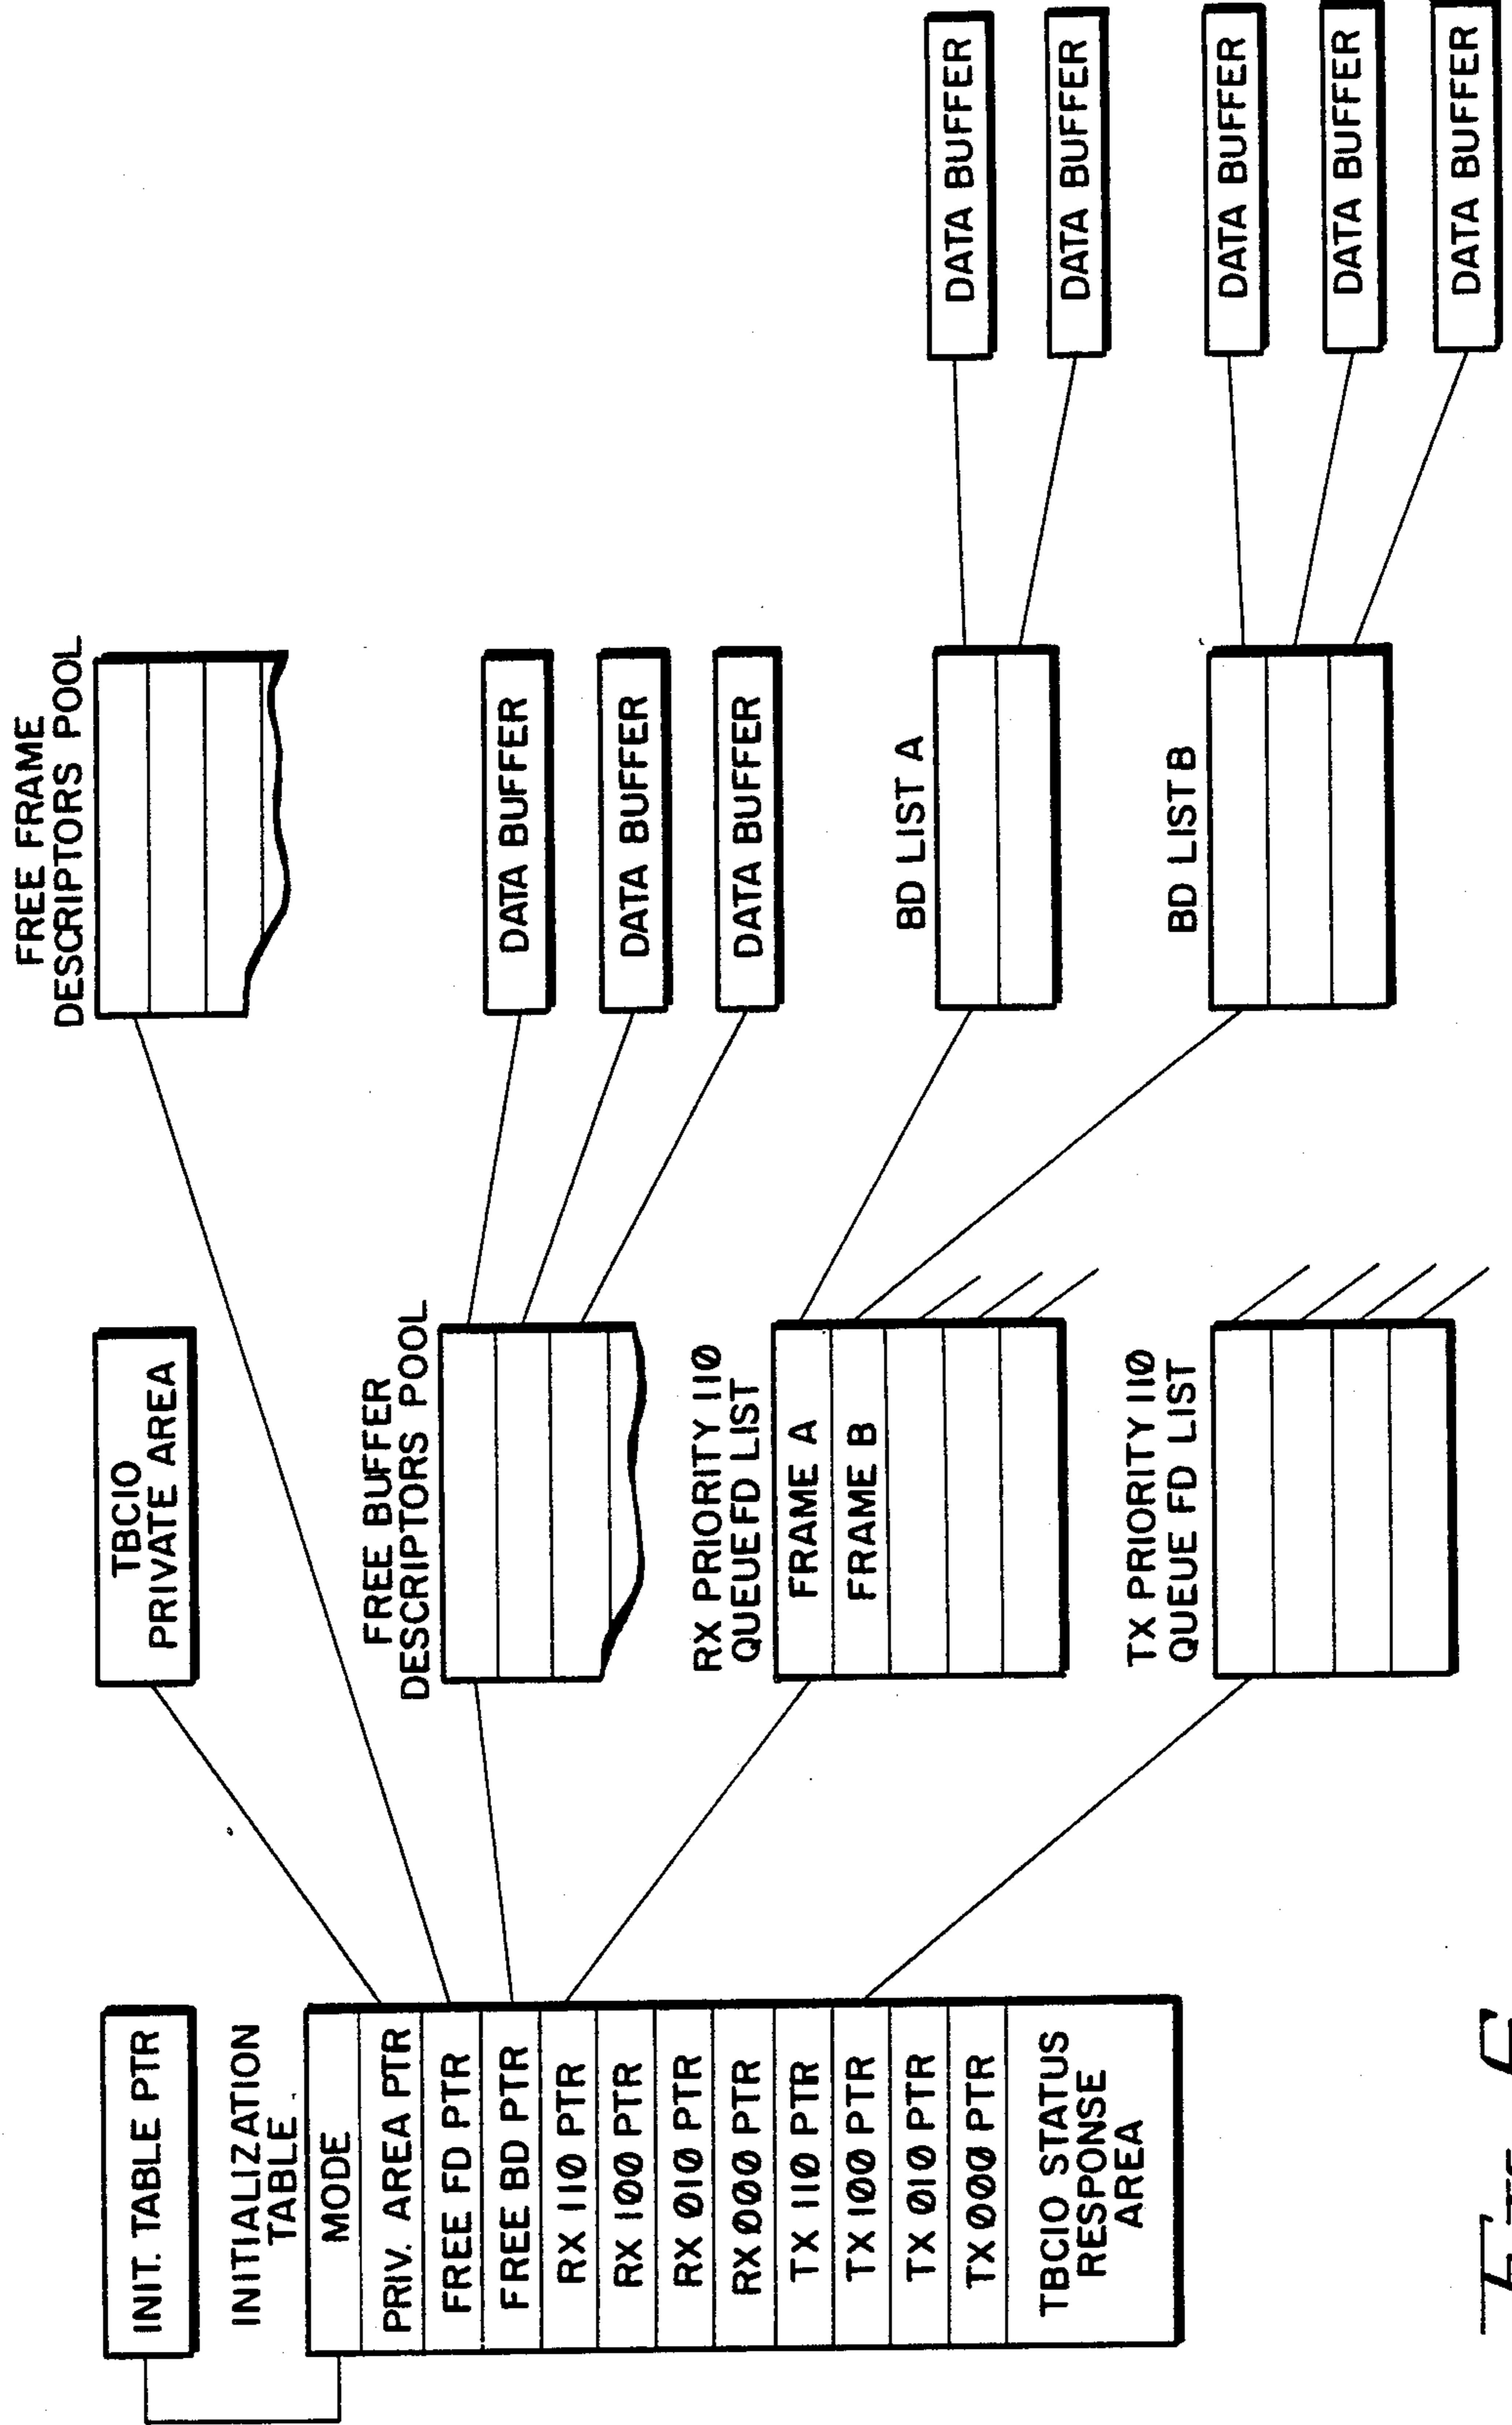 INIT. TABLE PTR
INITIALIZATION
TABLE
MODE
PRIV. AREA PTR
FREE FD PTR
FREE BD PTR
RX 110 PTR
RX 100 PTR
RX 010 PTR
RX 000 PTR
TX 110 PTR
TX 100 PTR
TX 010 PTR
TX 000 PTR
TBCIO STATUS
RESPONSE
AREA
TBCIO
PRIVATE AREA
FREE BUFFER
DESCRIPTORS POOL
RX PRIORITY 110
QUEUE FD LIST
FRAME A
FRAME B
TX PRIORITY 110
QUEUE FD LIST
FREE FRAME
DESCRIPTORS POOL
DATA BUFFER
DATA BUFFER
DATA BUFFER
BD LIST A
BD LIST B
DATA BUFFER
DATA BUFFER
DATA BUFFER
DATA BUFFER
DATA BUFFER